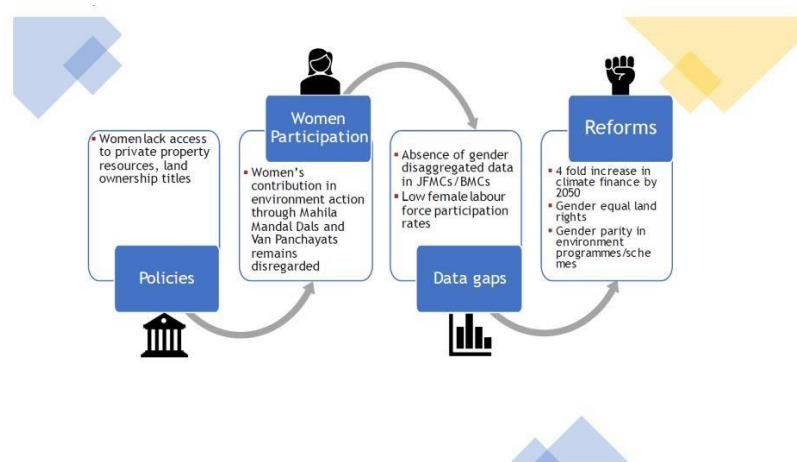 ▪ Womenlack access
to private property
resources, land
ownership titles
Policies
Women
Participation
▪ Women's
contribution in
environment action
through Mahila
Mandal Dals and
Van Panchayats
remains
disregarded
▪ Absence of gender
disaggregated data
in JFMCs/BMCs
▪ Low female labour
force participation
rates
Data gaps
Reforms
▪ 4 fold increase in
climate finance by
2050
▪ Gender equal land
rights
▪ Gender parity in
environment
programmes/sche
mes